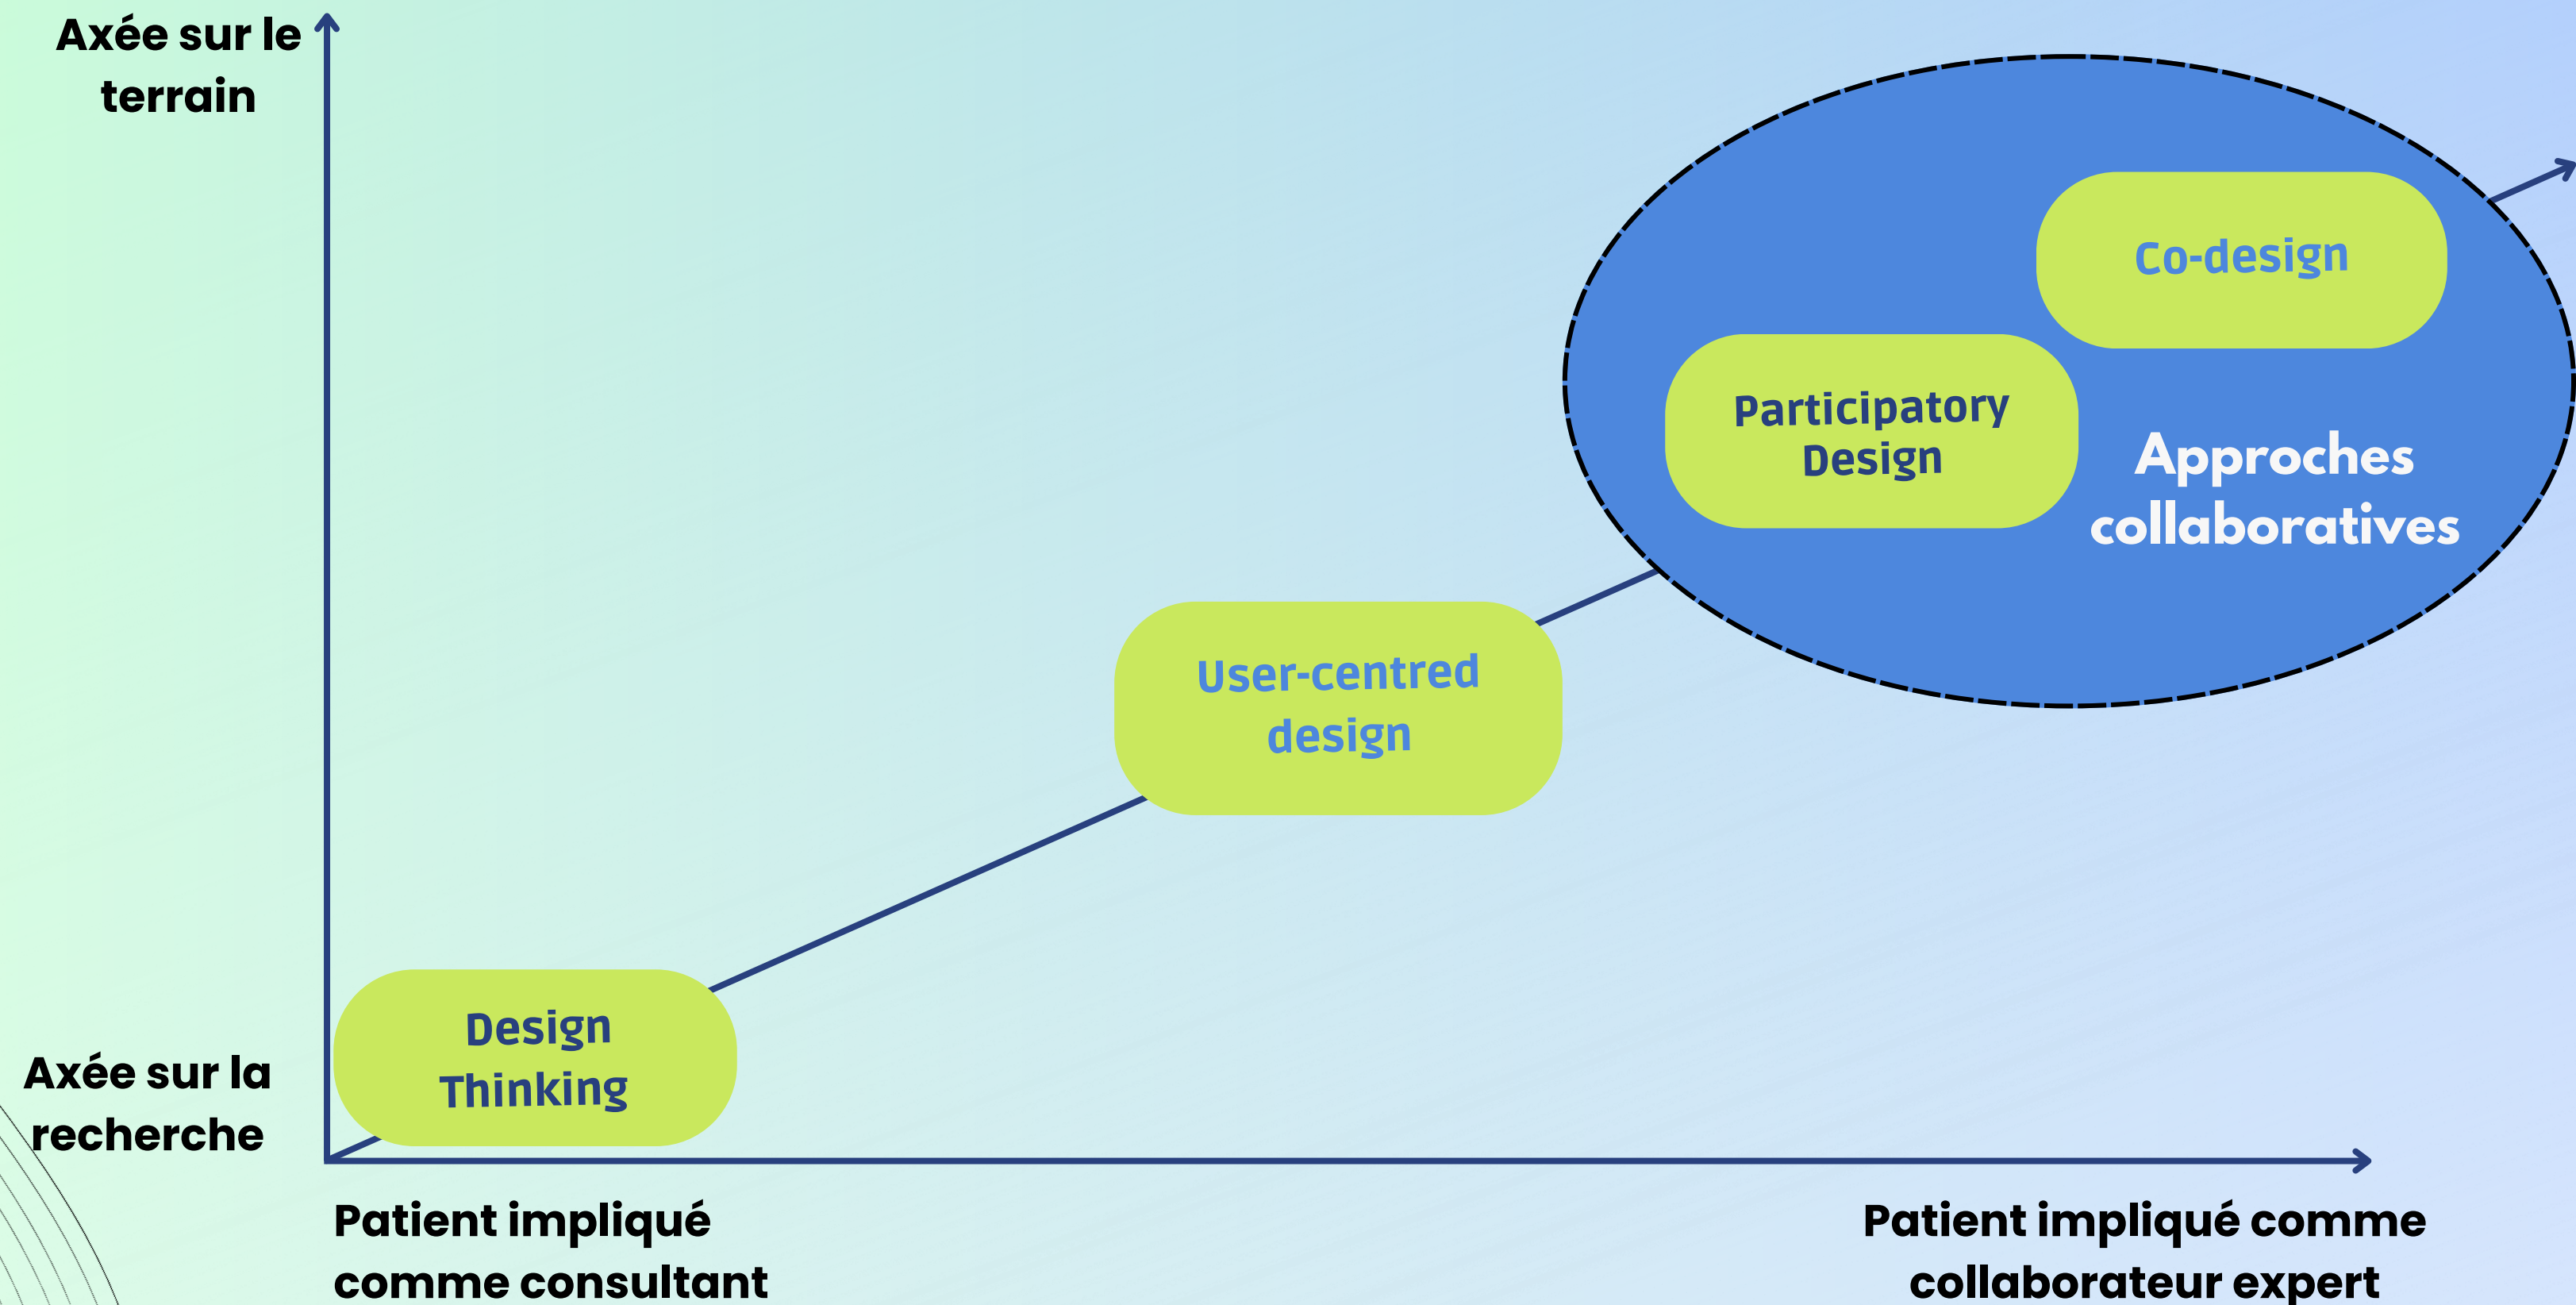 Axée sur le
terrain
Co-design
Participatory
Design
Approches
collaboratives
User-centred
design
Design
Thinking
Axée sur la
recherche
Patient impliqué
comme consultant
Patient impliqué comme
collaborateur expert